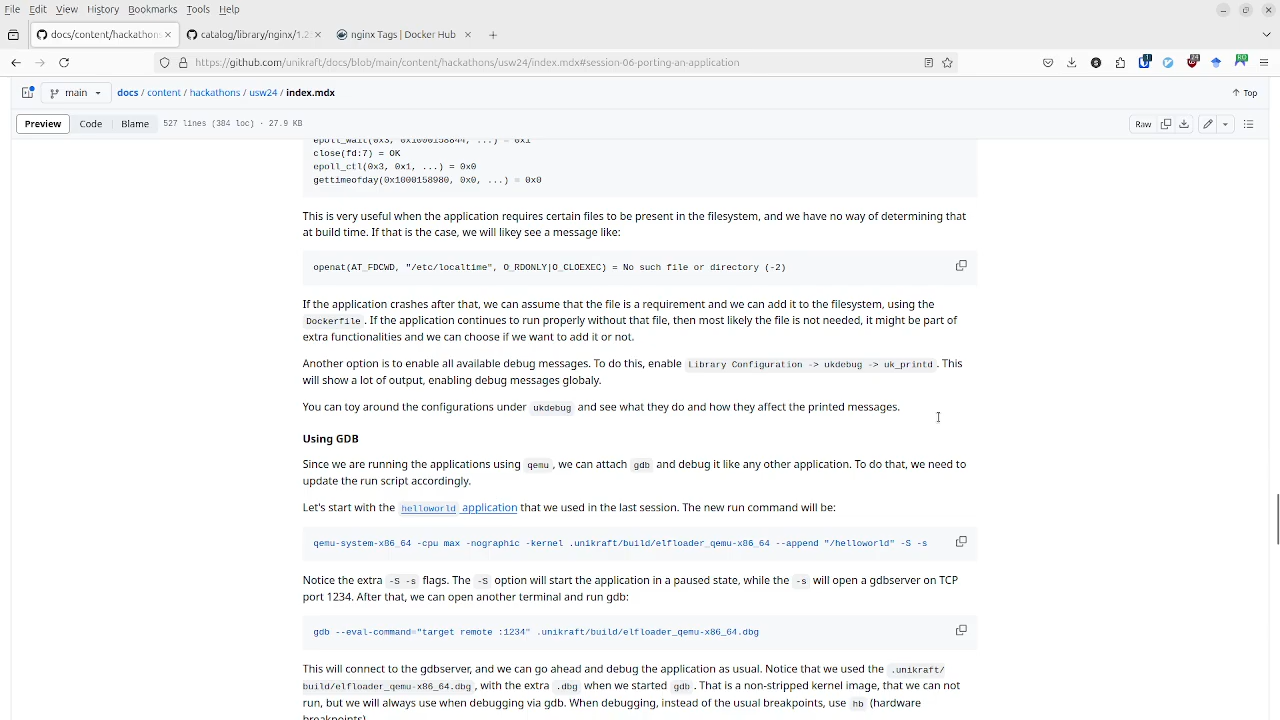 File Edit View History Bookmarks Tools Help
docs/content/hackathons
catalog/library/nginx/1.2
nginx Tags | Docker Hub
https://github.com/unikraft/docs/blob/main/content/hackathons/usw24/index.mdx#session-06-porting-an-application
main
docs / content / hackathons / usw24 / index.mdx
Top
Preview Code Blame 527 lines (384 loc) · 27.9 KB
Raw
epoll_wait(0x3, 0x1000158844, ...) = 0x1
close(fd:7) = OK
epoll_ctl(0x3, 0x1, ...) = 0x0
gettimeofday(0x1000158980, 0x0, ...) = 0x0
This is very useful when the application requires certain files to be present in the filesystem, and we have no way of determining that
at build time. If that is the case, we will likey see a message like:
openat(AT_FDCWD, "/etc/localtime", O_RDONLY|O_CLOEXEC) = No such file or directory (-2)
If the application crashes after that, we can assume that the file is a requirement and we can add it to the filesystem, using the
Dockerfile. If the application continues to run properly without that file, then most likely the file is not needed, it might be part of
extra functionalities and we can choose if we want to add it or not.
Another option is to enable all available debug messages. To do this, enable Library Configuration -> ukdebug -> uk_printd. This
will show a lot of output, enabling debug messages globally.
You can toy around the configurations under ukdebug and see what they do and how they affect the printed messages.
Using GDB
Since we are running the applications using qemu, we can attach gdb and debug it like any other application. To do that, we need to
update the run script accordingly.
Let's start with the helloworld application that we used in the last session. The new run command will be:
qemu-system-x86_64 -cpu max -nographic -kernel .unikraft/build/elfloader_qemu-x86_64 --append "/helloworld" -S -s
Notice the extra -S -s flags. The -S option will start the application in a paused state, while the -s will open a gdbserver on TCP
port 1234. After that, we can open another terminal and run gdb:
gdb --eval-command="target remote :1234" .unikraft/build/elfloader_qemu-x86_64.dbg
This will connect to the gdbserver, and we can go ahead and debug the application as usual. Notice that we used the .unikraft/
build/elfloader_qemu-x86_64.dbg, with the extra .dbg when we started gdb. That is a non-stripped kernel image, that we can not
run, but we will always use when debugging via gdb. When debugging, instead of the usual breakpoints, use hb (hardware
breakpoints).